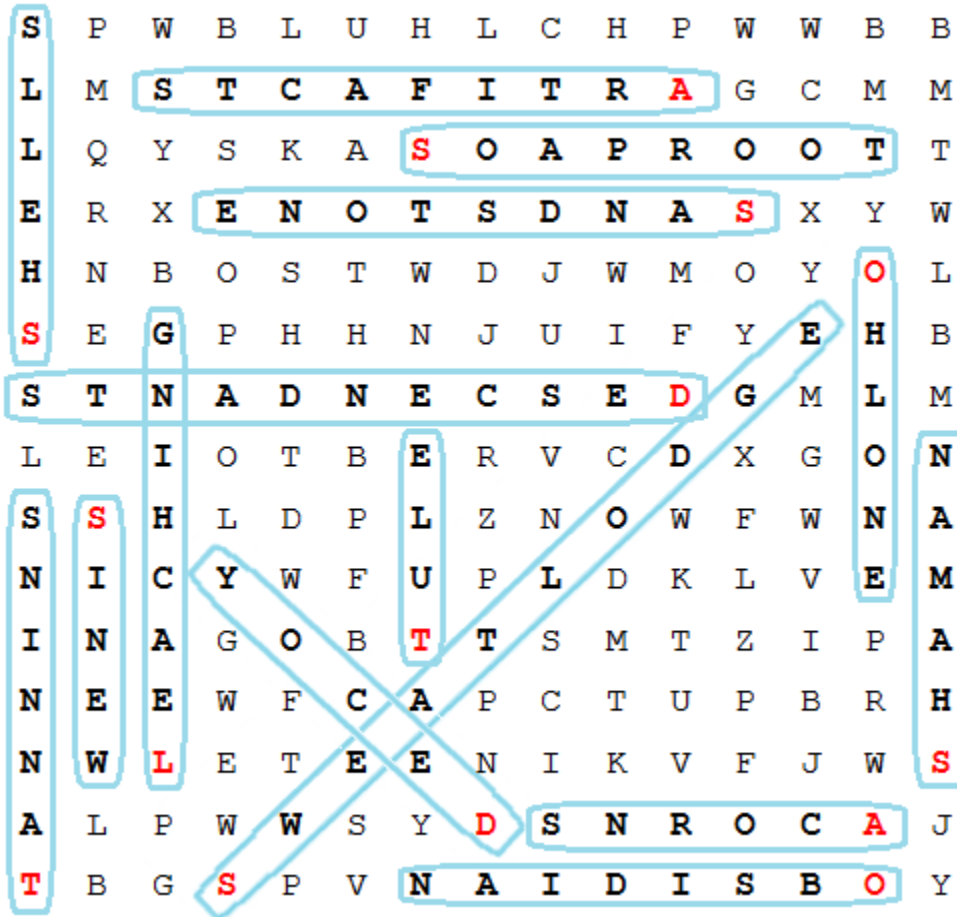 S P W B L U H L C H P W W B B
L M S T C A F I T R A G C M M
L Q Y S K A S O A P R O O T T
E R X E N O T S D N A S X Y W
H N B O S T W D J W M O Y O L
S E G P H H N J U I F Y E H B
S T N A D N E C S E D G M L M
L E I O T B E R V C D X G O N
S S H L D P L Z N O W F W N A
N I C Y W F U P L D K L V E M
I N A G O B T T S M T Z I P A
N E E W F C A P C T U P B R H
N W L E T E E N I K V F J W S
A L P W W S Y D S N R O C A J
T B G S P V N A I D I S B O Y